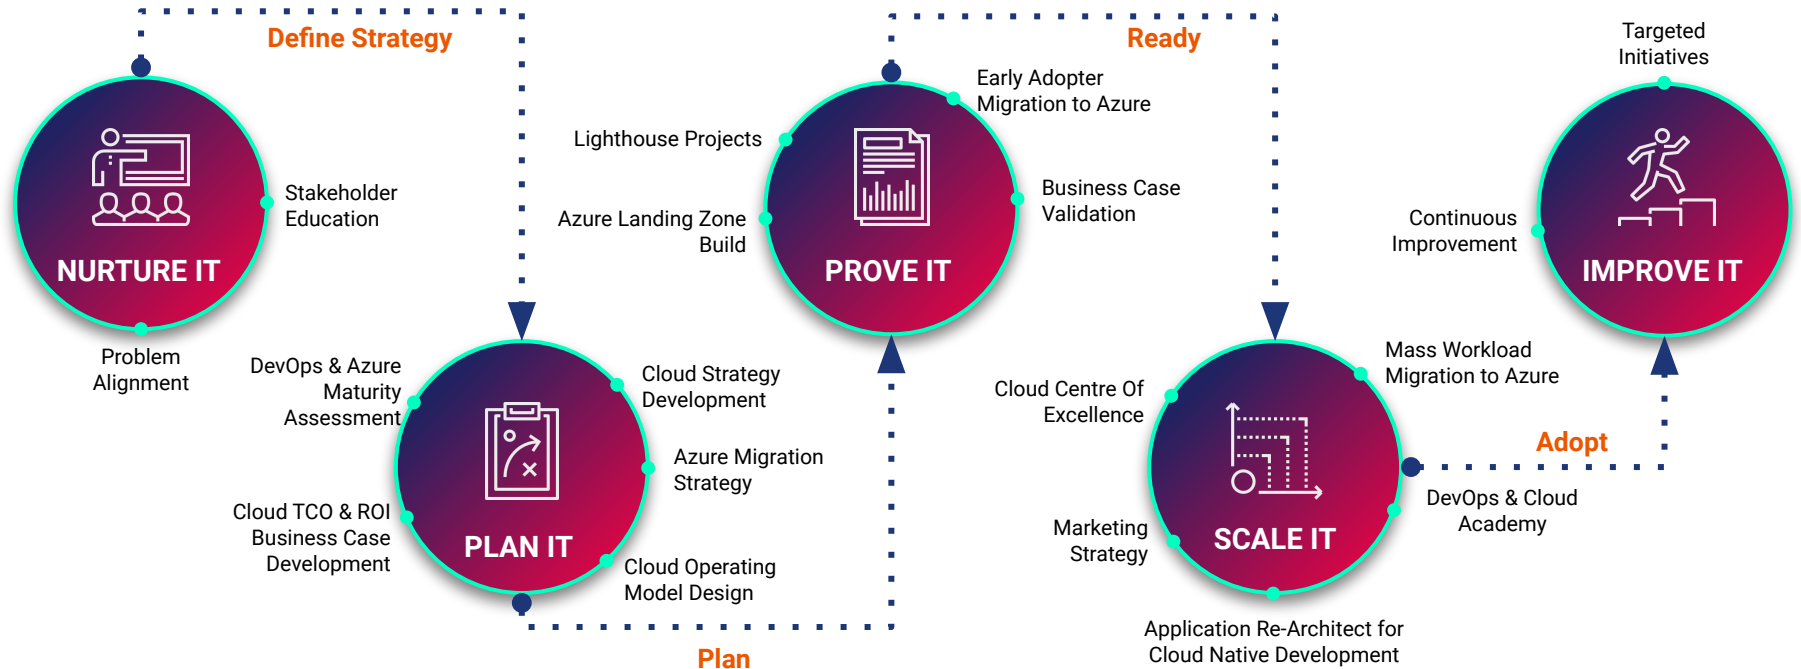 Define Strategy
NURTURE IT
Stakeholder
Education
Problem
Alignment
DevOps & Azure
Maturity
Assessment
Cloud Strategy
Development
Azure Migration
Strategy
Cloud TCO & ROI
Business Case
Development
PLAN IT
Cloud Operating
Model Design
Plan
Ready
Early Adopter
Migration to Azure
Lighthouse Projects
Business Case
Validation
Azure Landing Zone
Build
PROVE IT
Mass Workload
Migration to Azure
Cloud Centre Of
Excellence
DevOps & Cloud
Academy
Marketing
Strategy
SCALE IT
Application Re-Architect for
Cloud Native Development
Adopt
Targeted
Initiatives
Continuous
Improvement
IMPROVE IT